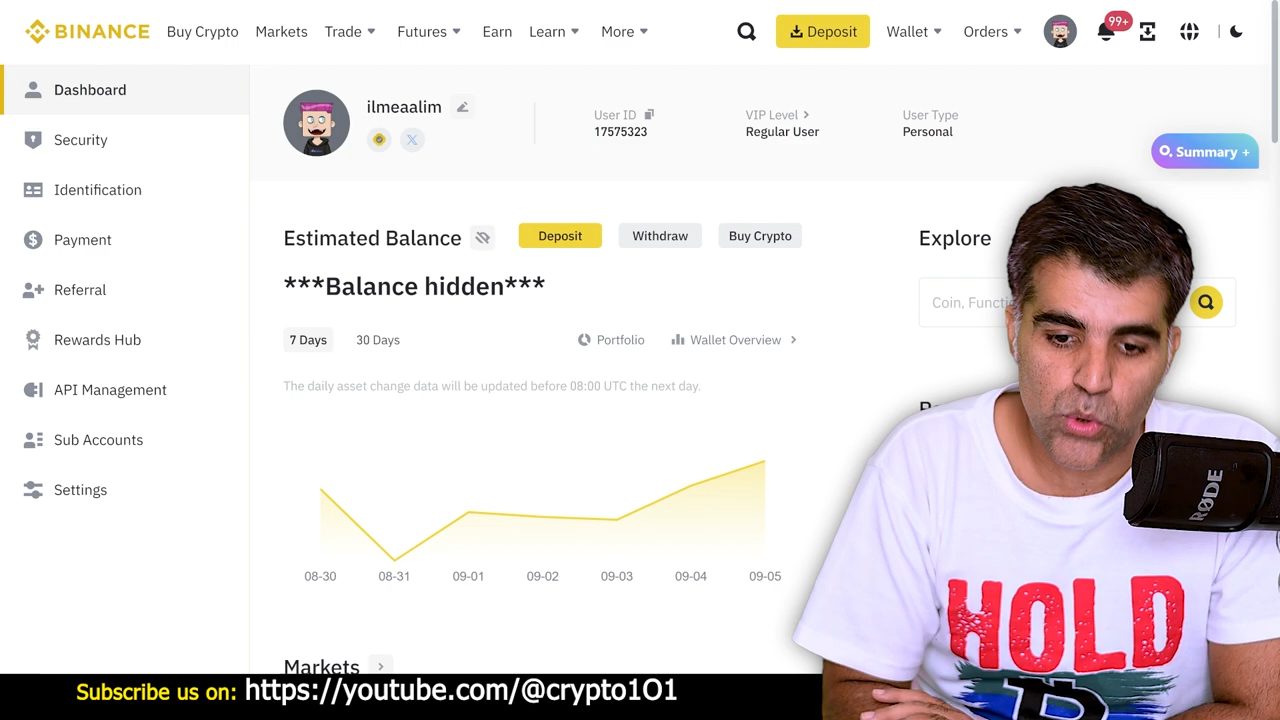 BINANCE
Buy Crypto
Markets
Trade
Futures
Earn
Learn
More
Deposit
Wallet
Orders
99+
Dashboard
Security
Identification
Payment
Referral
Rewards Hub
API Management
Sub Accounts
Settings
ilmeaalim
User ID
17575323
VIP Level
Regular User
User Type
Personal
Summary +
Estimated Balance
Deposit
Withdraw
Buy Crypto
***Balance hidden***
7 Days
30 Days
Portfolio
Wallet Overview
The daily asset change data will be updated before 08:00 UTC the next day.
08-30 08-31 09-01 09-02 09-03 09-04 09-05
Markets
Explore
Coin,
RØDE
HOLD
Subscribe us on: https://youtube.com/@crypto1O1